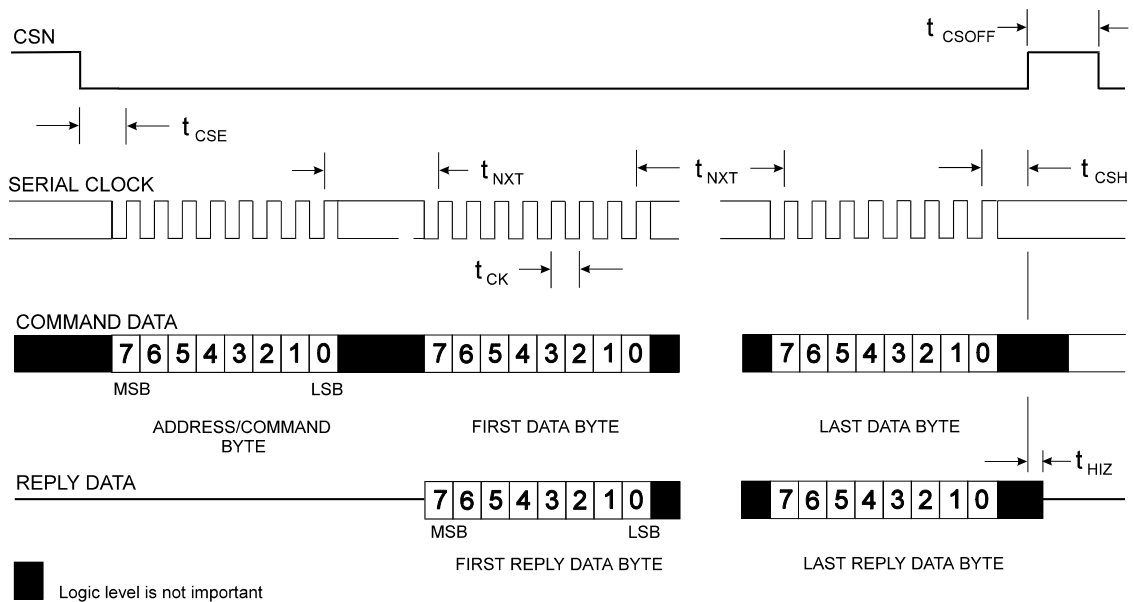 CSN
t CSOFF
t CSE
SERIAL CLOCK
t NXT
t NXT
t CSH
t CK
COMMAND DATA
7 6 5 4 3 2 1 0
7 6 5 4 3 2 1 0
7 6 5 4 3 2 1 0
MSB
LSB
ADDRESS/COMMAND
BYTE
FIRST DATA BYTE
LAST DATA BYTE
t HIZ
REPLY DATA
7 6 5 4 3 2 1 0
7 6 5 4 3 2 1 0
MSB
LSB
FIRST REPLY DATA BYTE
LAST REPLY DATA BYTE
Logic level is not important